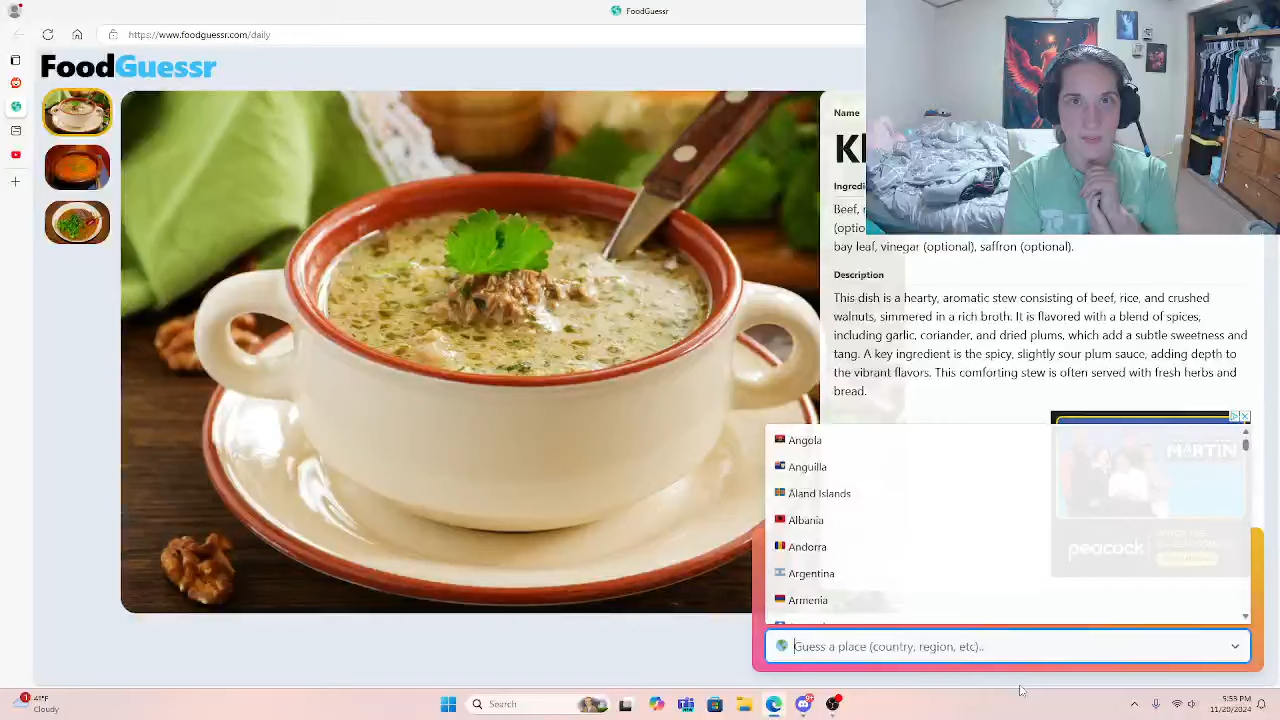 FoodGuessr
https://www.foodguessr.com/daily
FoodGuessr
Name
Beef,
bay leaf, vinegar (optional), saffron (optional).
Description
This dish is a hearty, aromatic stew consisting of beef, rice, and crushed
walnuts, simmered in a rich broth. It is flavored with a blend of spices,
including garlic, coriander, and dried plums, which add a subtle sweetness and
tang. A key ingredient is the spicy, slightly sour plum sauce, adding depth to
the vibrant flavors. This comforting stew is often served with fresh herbs and
bread.
Angola
Anguilla
Åland Islands
Albania
Andorra
Argentina
Armenia
MARTIN
peacock
Guess a place (country, region, etc)..
41°F
Cloudy
Search
5:53 PM
11/20/2024